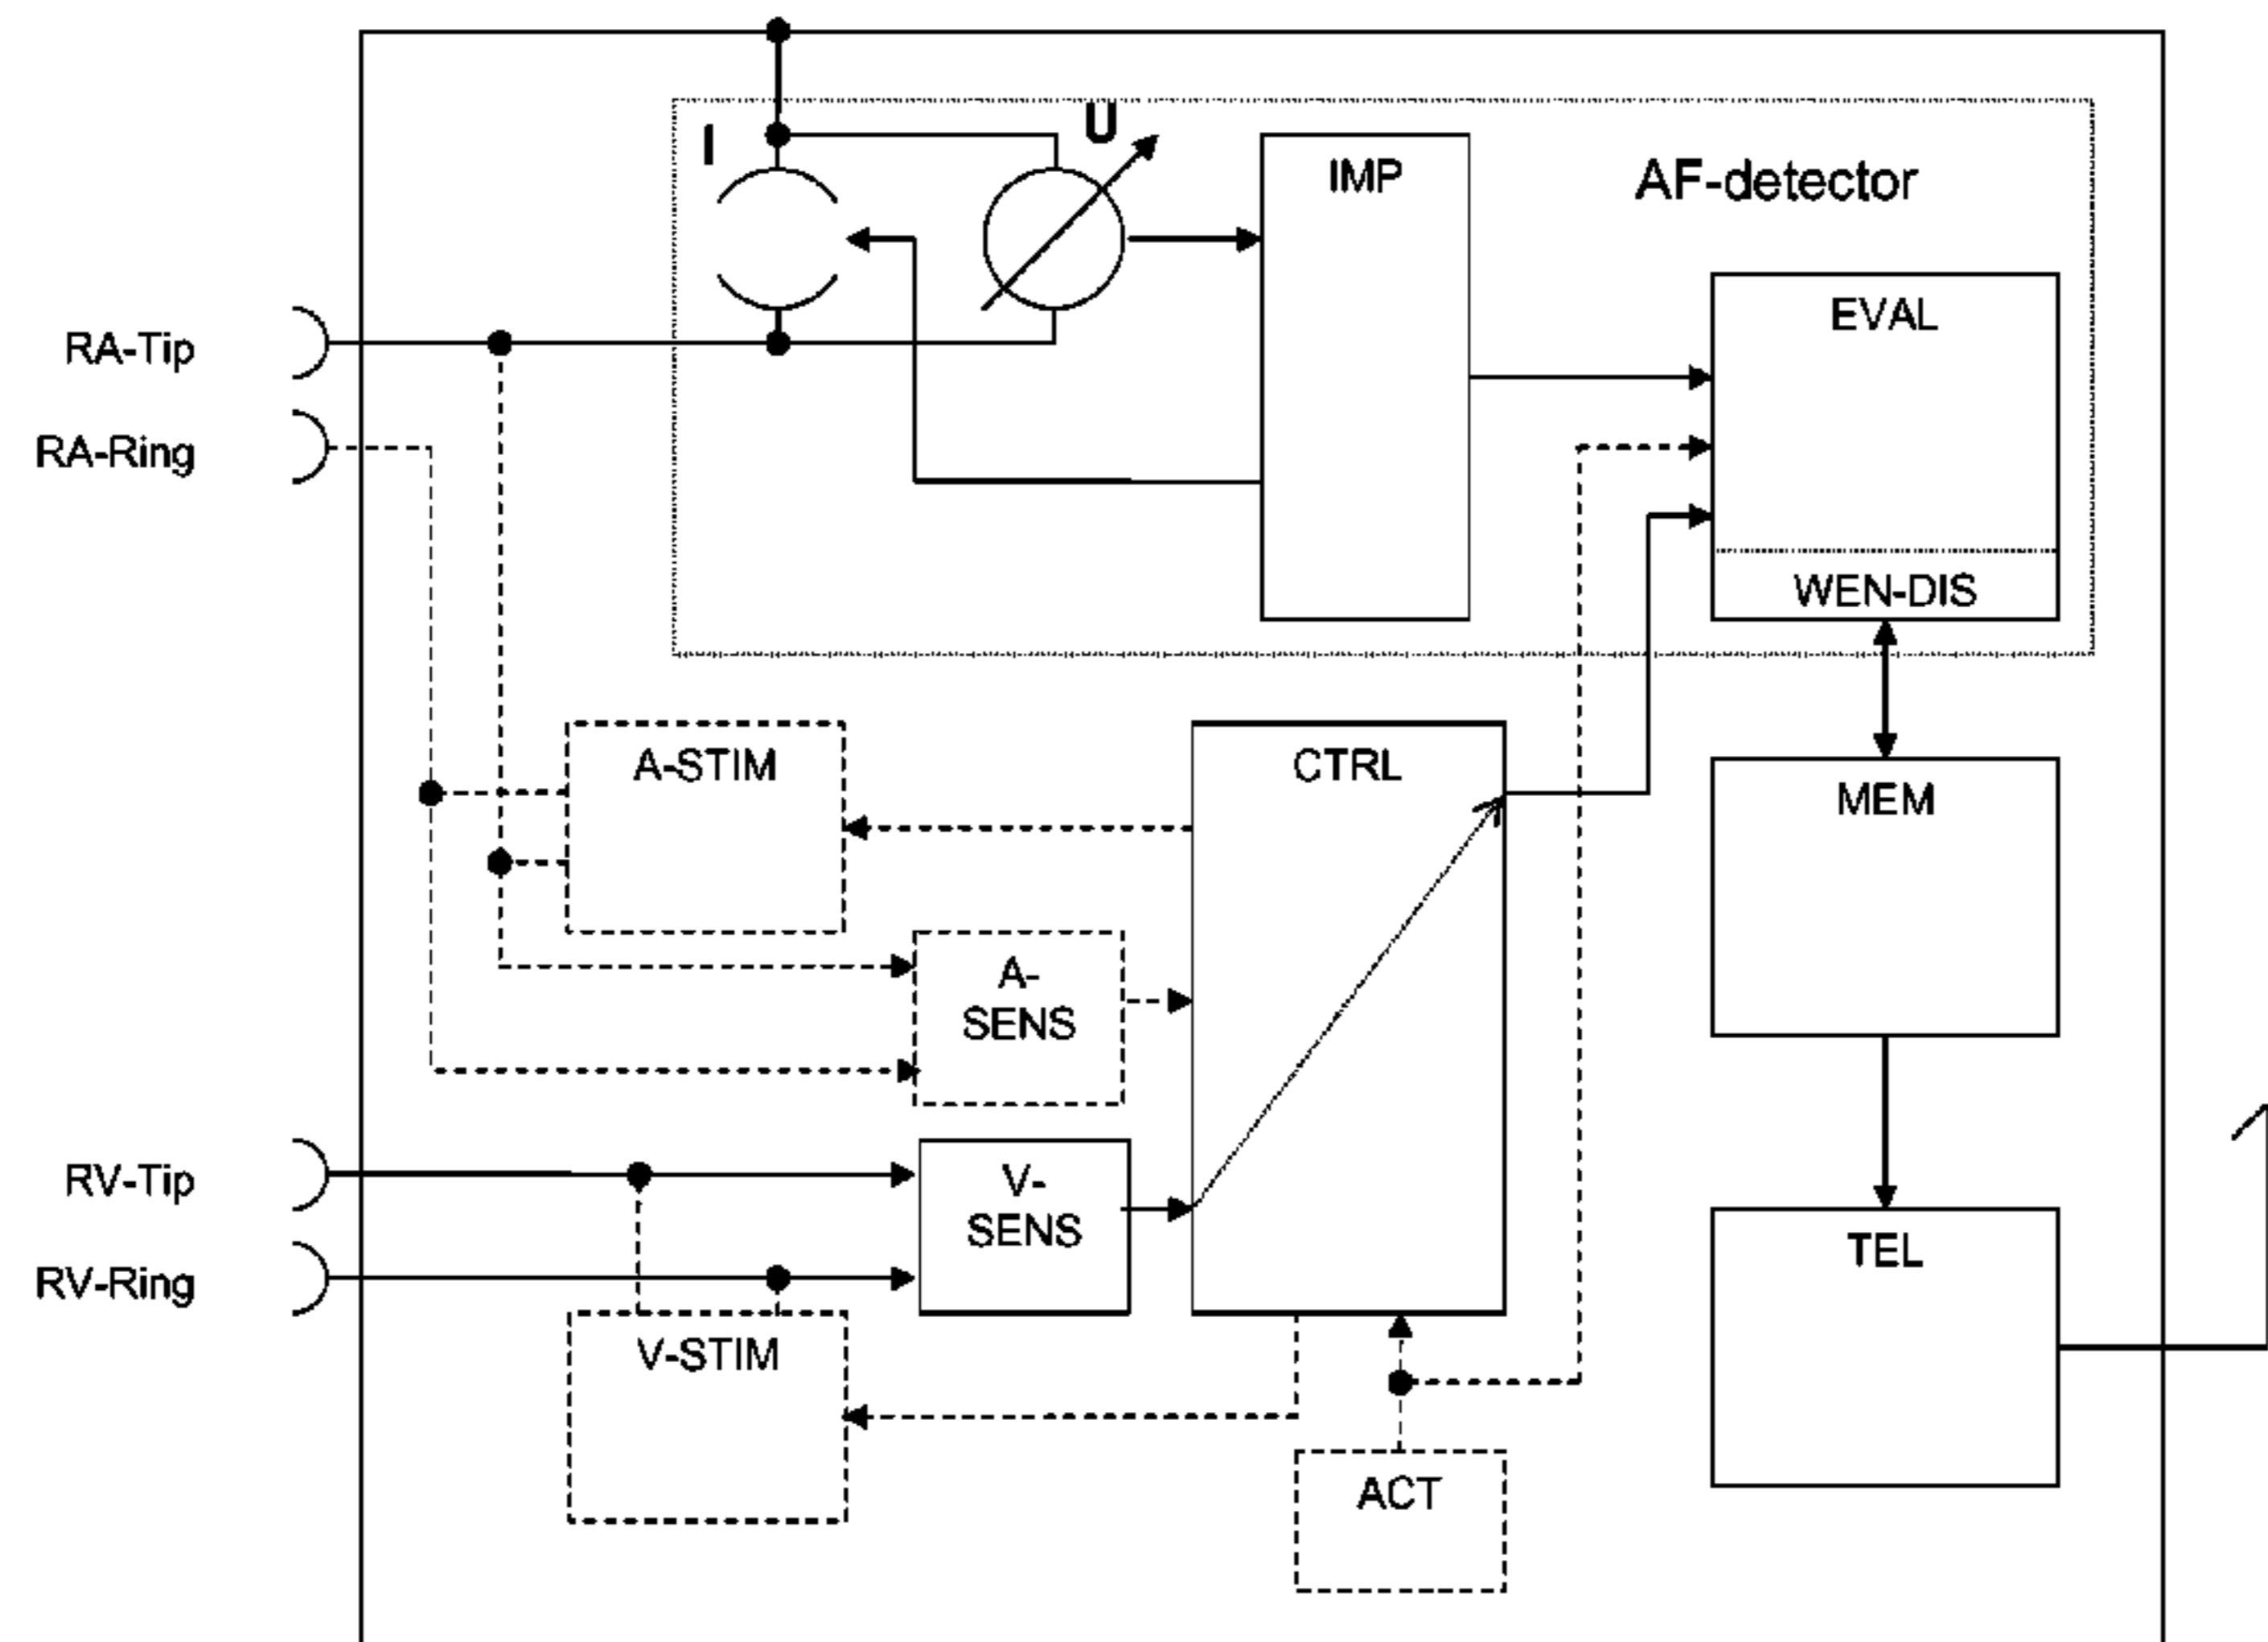 U
I
IMP
AF-detector
EVAL
RA-Tip
RA-Ring
WEN-DIS
A-STIM
CTRL
MEM
A-
SENS
RV-Tip
V-
SENS
RV-Ring
TEL
V-STIM
ACT